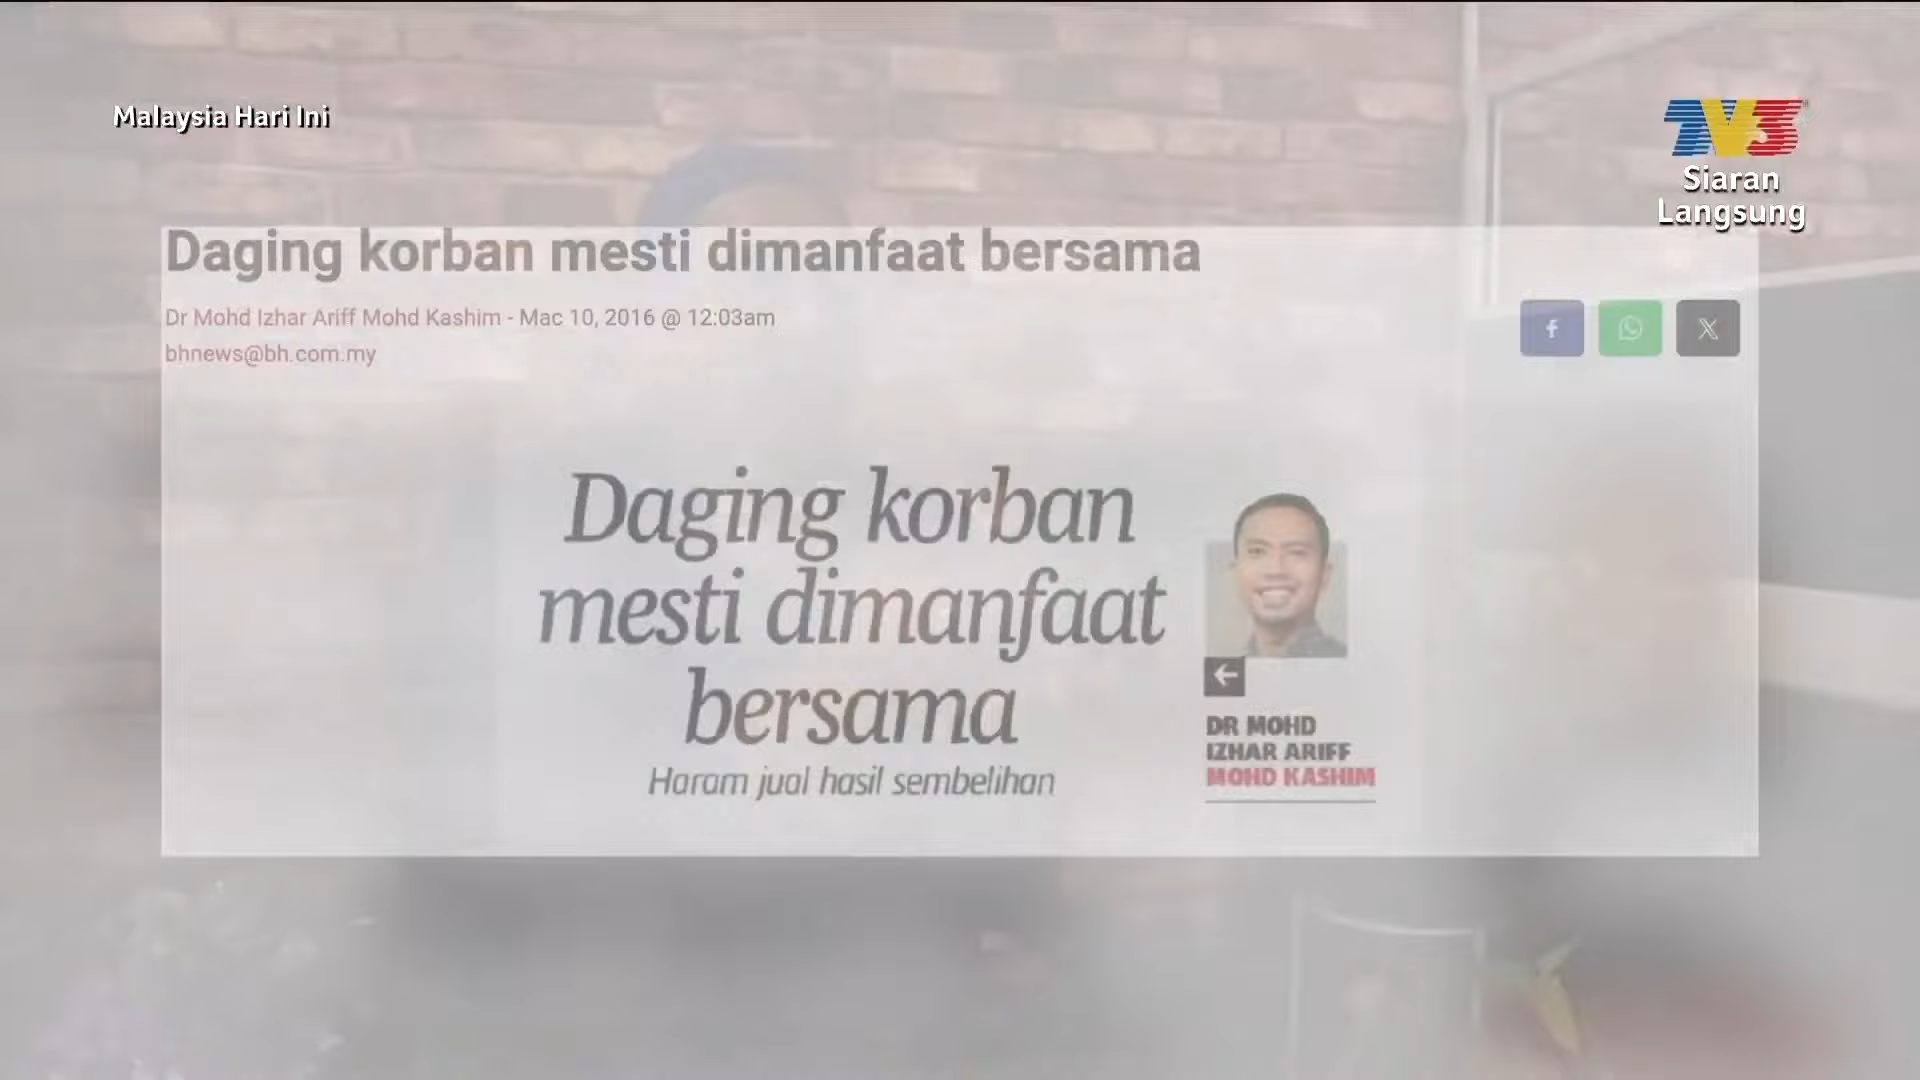 Malaysia Hari Ini
TV3
Siaran
Langsung
Daging korban mesti dimanfaat bersama
Dr Mohd Izhar Ariff Mohd Kashim - Mac 10, 2016 @ 12:03am
bhnews@bh.com.my
Daging korban
mesti dimanfaat
bersama
Haram jual hasil sembelihan
DR MOHD
IZHAR ARIFF
MOHD KASHIM